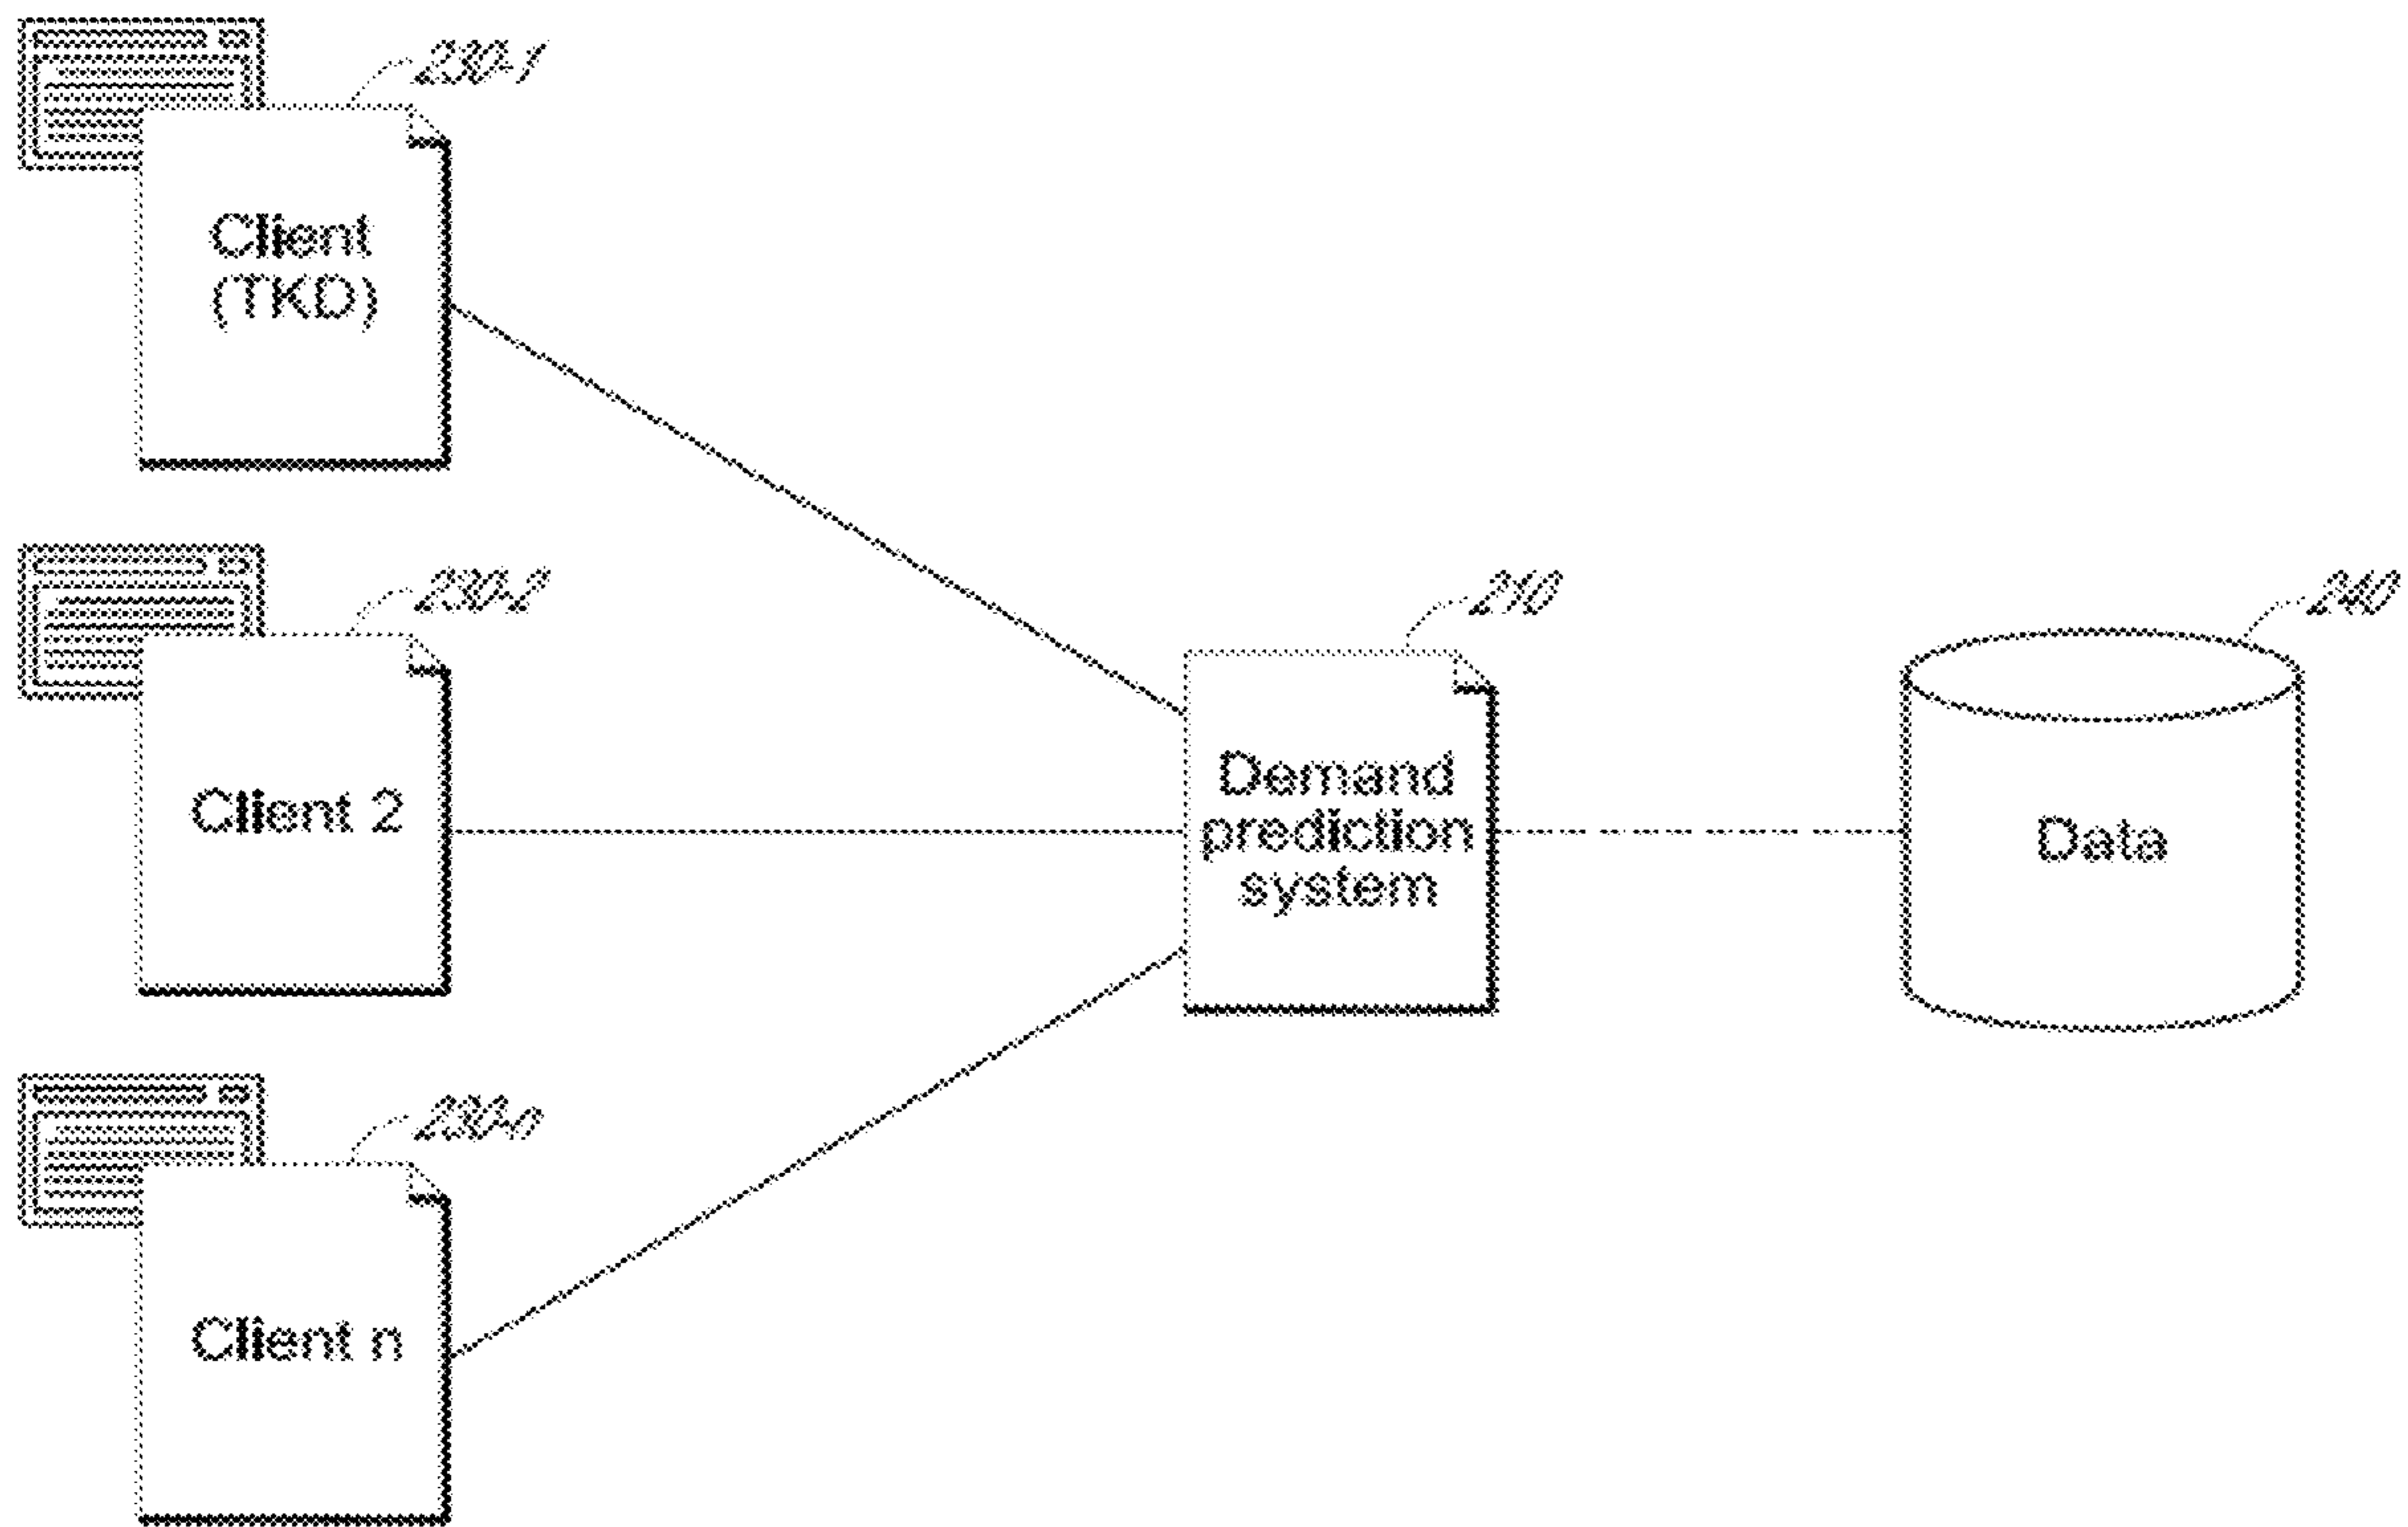 230-1
Client
(TKD)
230-2
Client 2
210
Demand
prediction
system
240
Data
230-n
Client n